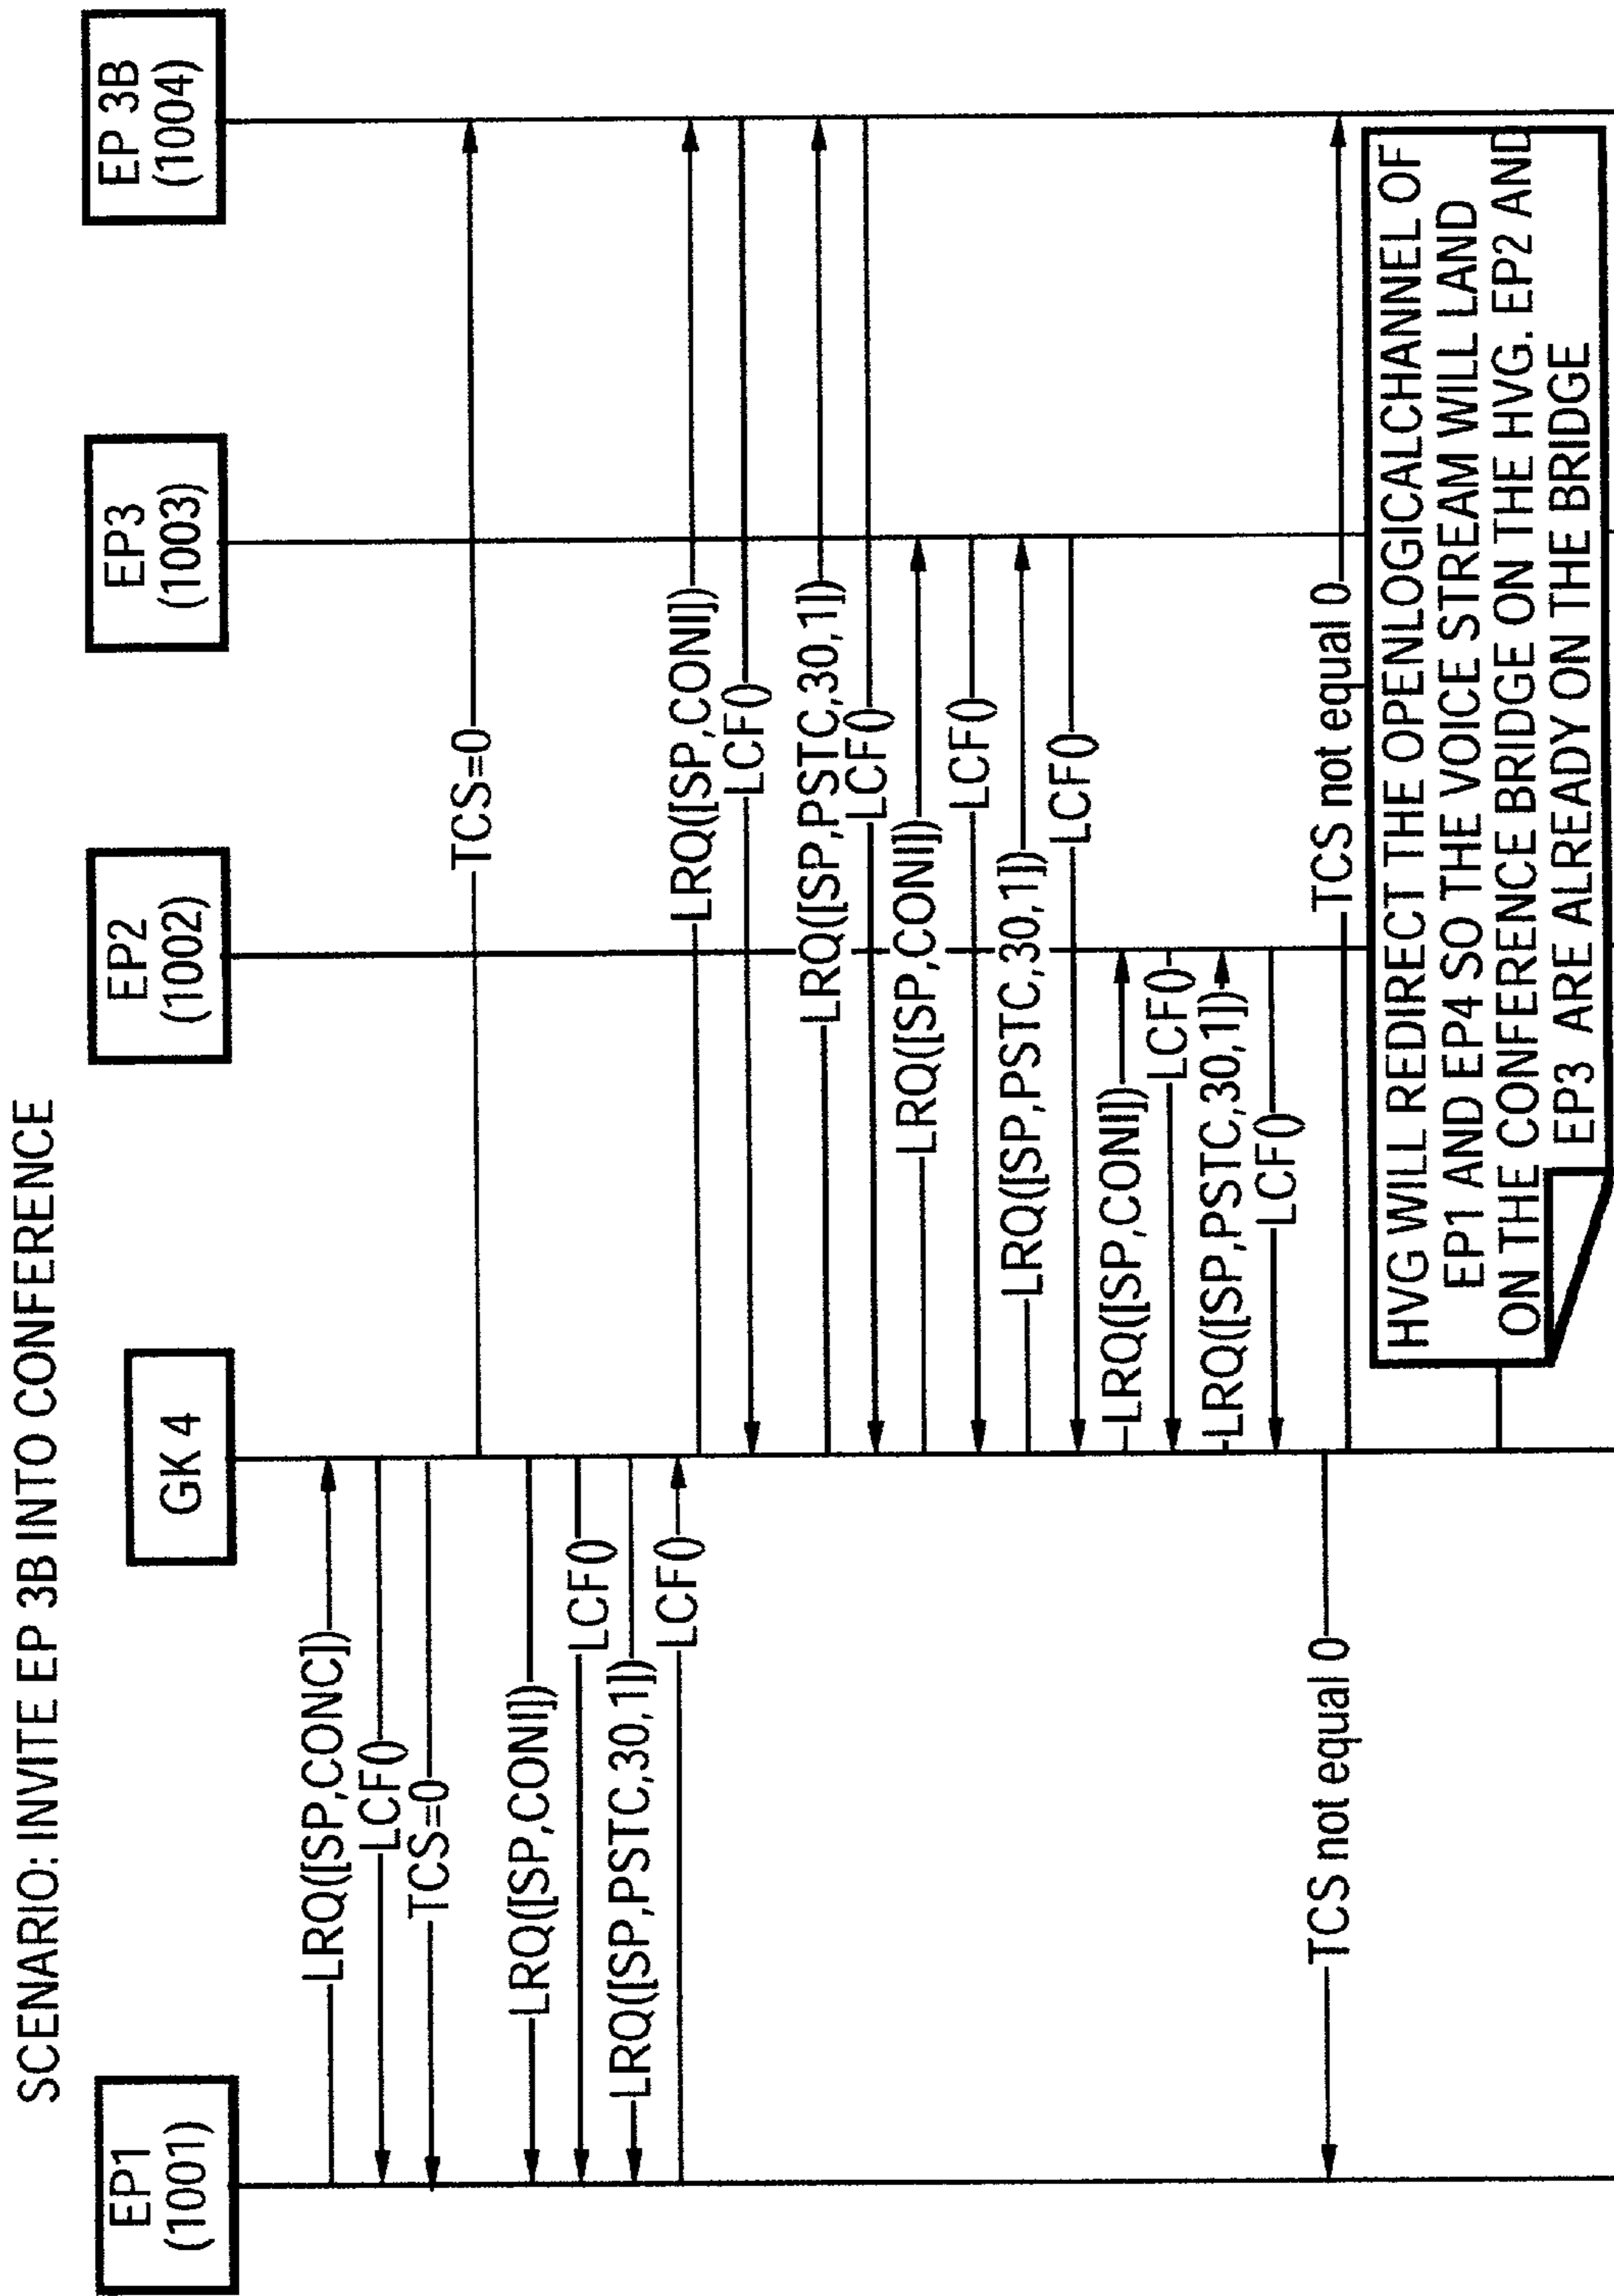 SCENARIO: INVITE EP 3B INTO CONFERENCE
EP1
(1001)
GK 4
EP2
(1002)
EP3
(1003)
EP 3B
(1004)
LRQ([SP,CONC])
LCF()
TCS=0
TCS=0
LRQ([SP,CONI])
LCF()
LRQ([SP,PSTC,30,1])
LCF()
LRQ([SP,CONI])
LCF()
LRQ([SP,PSTC,30,1])
LCF()
LRQ([SP,CONI])
LCF()
LRQ([SP,PSTC,30,1])
LCF()
LRQ([SP,CONI])
LCF()
LRQ([SP,PSTC,30,1])
LCF()
TCS not equal 0
TCS not equal 0
HVG WILL REDIRECT THE OPENLOGICALCHANNEL OF
EP1 AND EP4 SO THE VOICE STREAM WILL LAND
ON THE CONFERENCE BRIDGE ON THE HVG. EP2 AND
EP3 ARE ALREADY ON THE BRIDGE